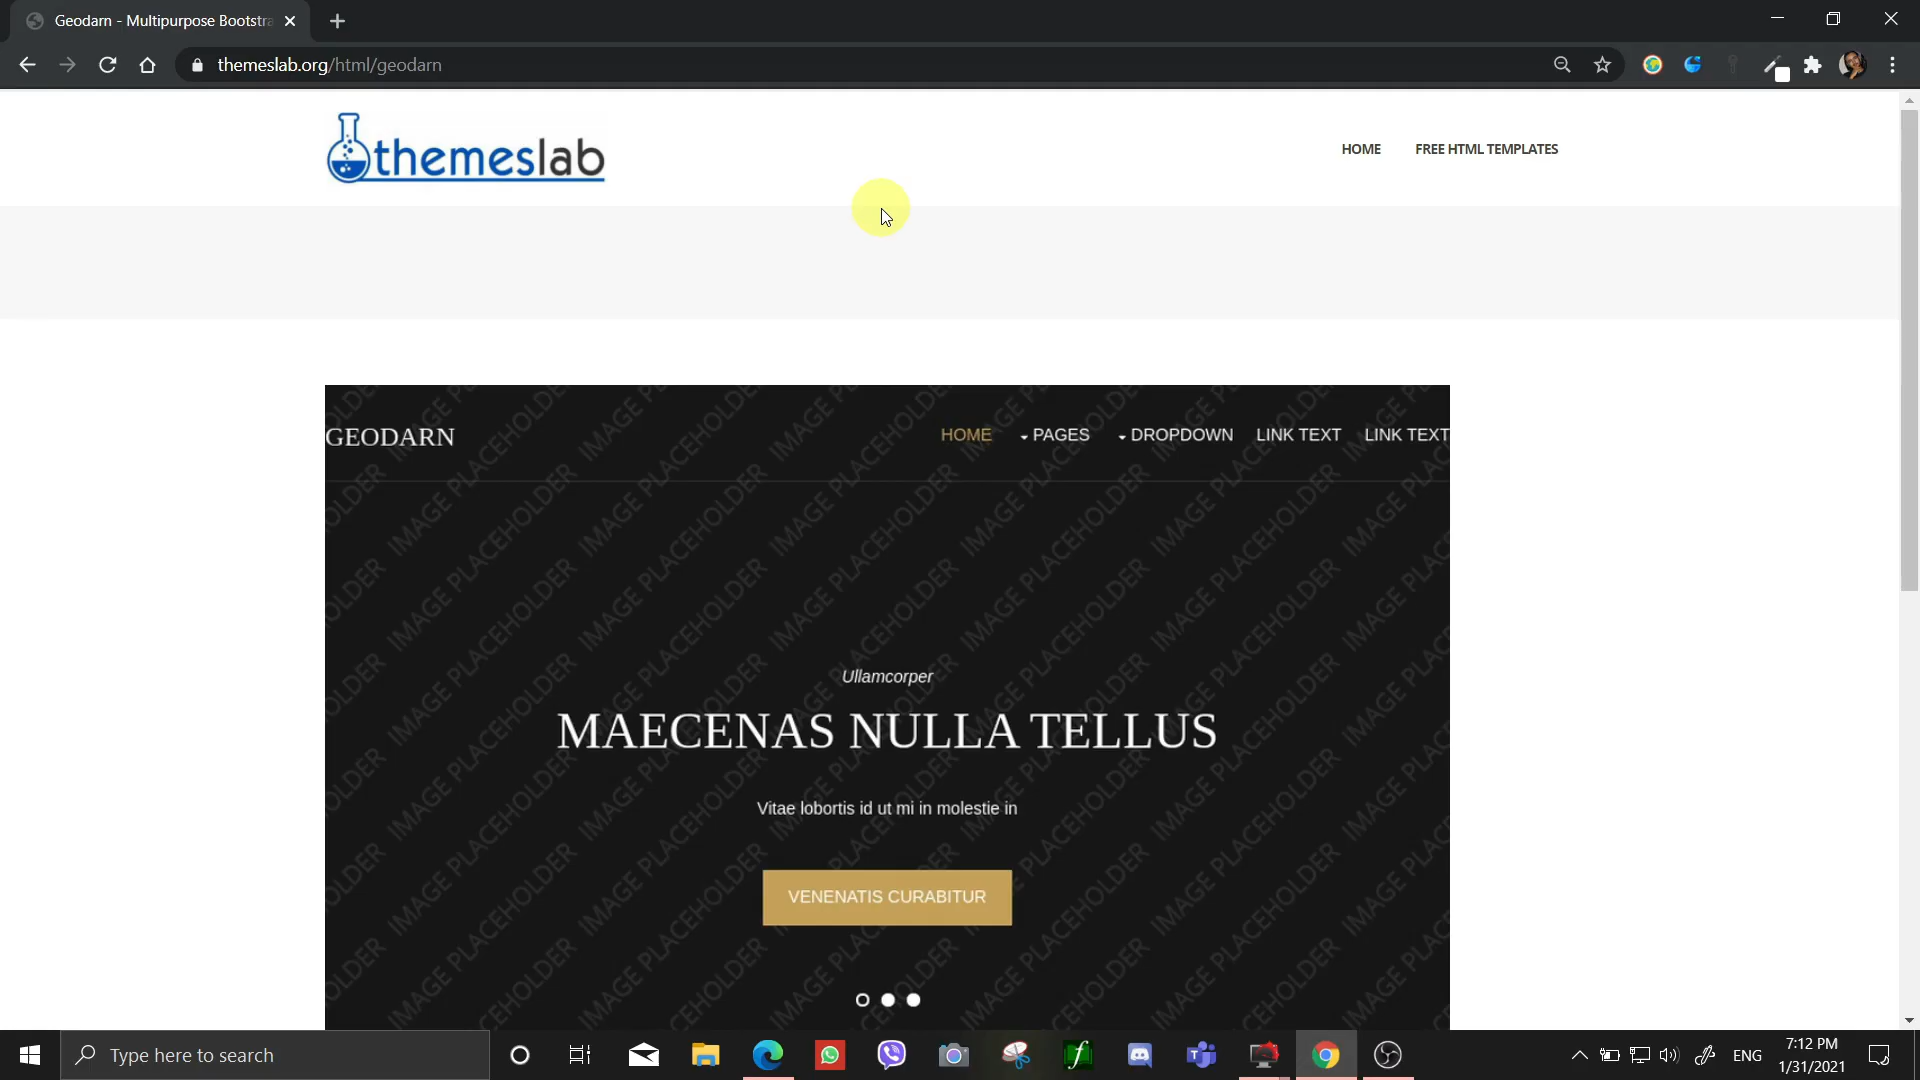 Geodarn - Multipurpose Bootstra
themeslab.org/html/geodarn
themeslab
HOME
FREE HTML TEMPLATES
GEODARN
HOME
PAGES
DROPDOWN
LINK TEXT
LINK TEXT
IMAGE PLACEHOLDER
Ullamcorper
MAECENAS NULLA TELLUS
Vitae lobortis id ut mi in molestie in
VENENATIS CURABITUR
Type here to search
ENG
7:12 PM
1/31/2021